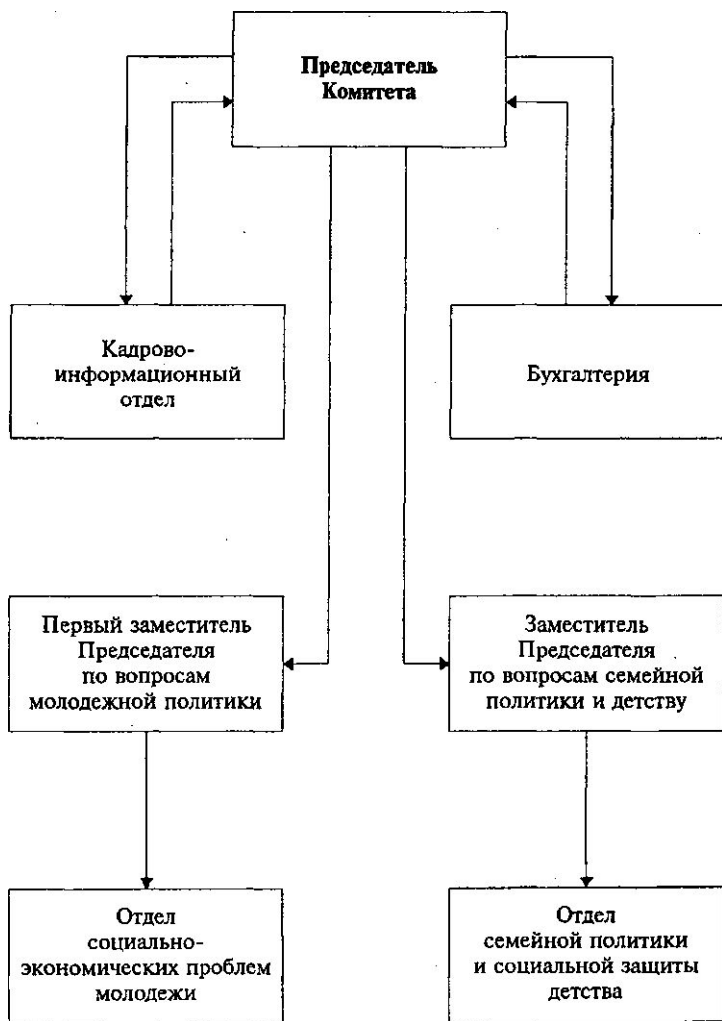 Председатель
Комитета
Кадрово-
информационный
отдел
Бухгалтерия
Первый заместитель
Председателя
по вопросам
молодежной политики
Заместитель
Председателя
по вопросам семейной
политики и детству
Отдел
социально-
экономических проблем
молодежи
Отдел
семейной политики
и социальной защиты
детства